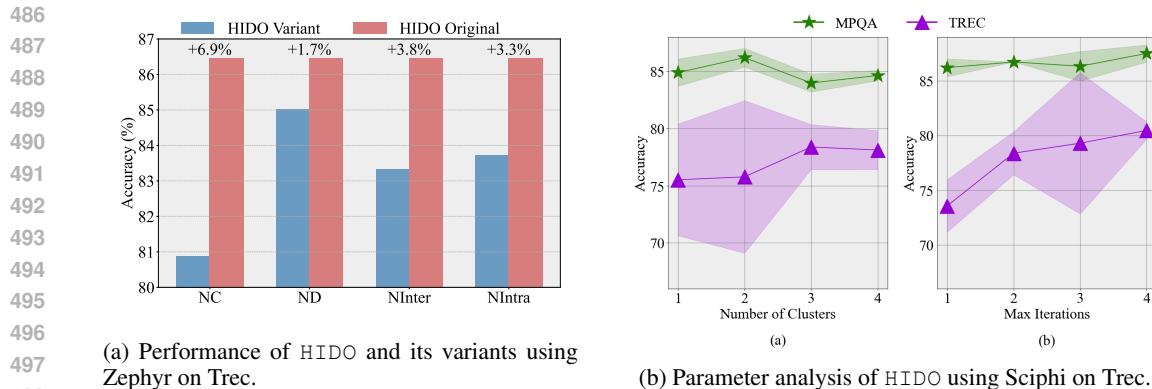 486
487
488
489
490
491
492
493
494
495
496
497
HIDO Variant HIDO Original
+6.9% +1.7% +3.8% +3.3%
87
86
85
84
83
82
81
80
Accuracy (%)
NC ND NInter NIntra
(a) Performance of HIDO and its variants using
Zephyr on Trec.
MPQA TREC
85
80
75
70
Accuracy
1 2 3 4
Number of Clusters
(a)
85
80
75
70
Accuracy
1 2 3 4
Max Iterations
(b)
(b) Parameter analysis of HIDO using Sciphi on Trec.